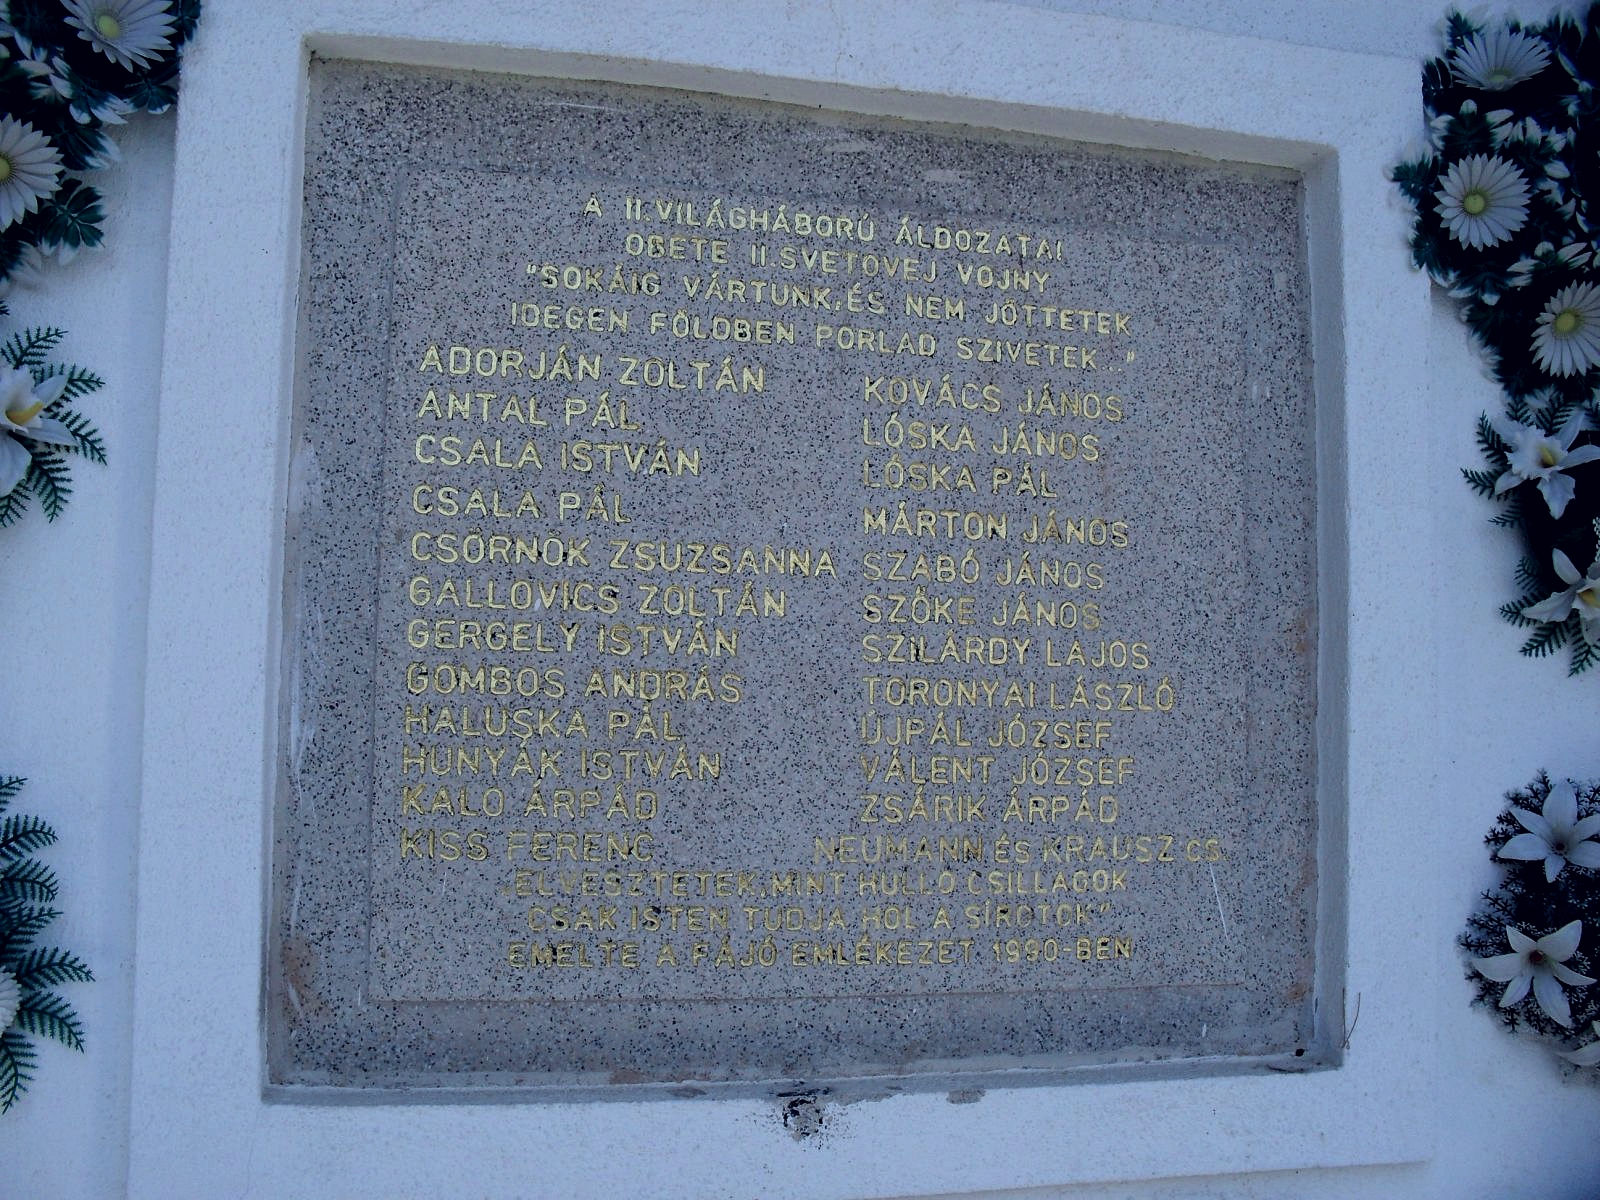 A II.VILÁGHÁBORÚ ÁLDOZATAI
OBETE II.SVETOVEJ VOJNY
"SOKÁIG VÁRTUNK,ÉS NEM JÖTTETEK
IDEGEN FÖLDBEN PORLAD SZIVETEK..."
ADORJÁN ZOLTÁN
ANTAL PÁL
CSALA ISTVÁN
CSALA PÁL
CSÖRNÖK ZSUZSANNA
GALLOVICS ZOLTÁN
GERGELY ISTVÁN
GOMBOS ANDRÁS
HALUSKA PÁL
HUNYÁK ISTVÁN
KALO ÁRPÁD
KISS FERENC
KOVÁCS JÁNOS
LÓSKA JÁNOS
LÓSKA PÁL
MÁRTON JÁNOS
SZABÓ JÁNOS
SZŐKE JÁNOS
SZILÁRDY LAJOS
TORONYAI LÁSZLÓ
ÚJPÁL JÓZSEF
VÁLENT JÓZSEF
ZSÁRIK ÁRPÁD
NEUMANN ÉS KRAUSZ CS.
„ELVESZTETEK,MINT HULLÓ CSILLAGOK
CSAK ISTEN TUDJA HOL A SÍROTOK"
EMELTE A FÁJÓ EMLÉKEZET 1990-BEN